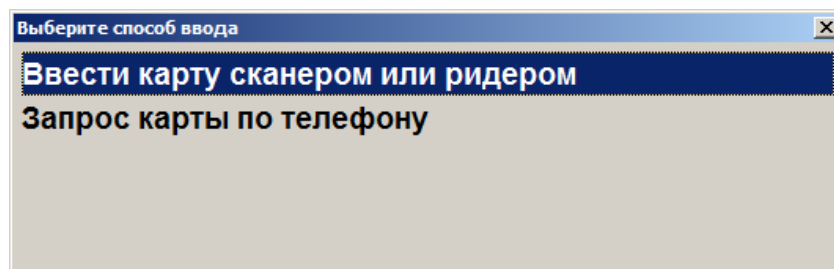 Выберите способ ввода
Ввести карту сканером или ридером
Запрос карты по телефону